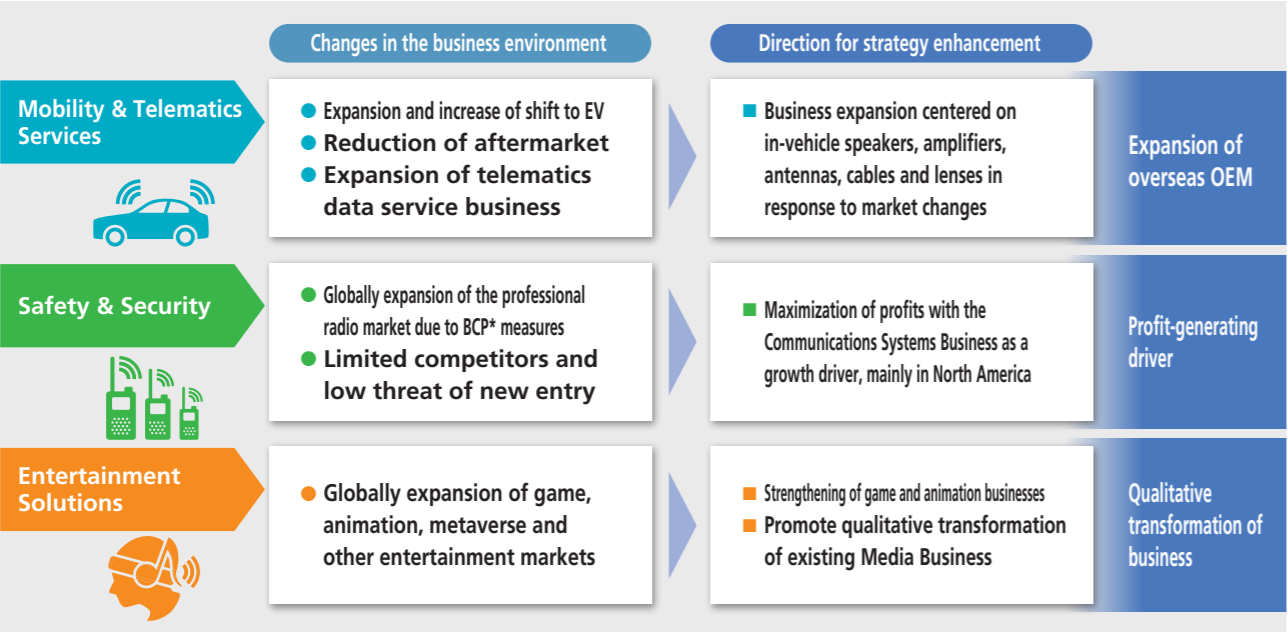 Changes in the business environment
Direction for strategy enhancement
Mobility & Telematics
Services
● Expansion and increase of shift to EV
● Reduction of aftermarket
● Expansion of telematics
data service business
■ Business expansion centered on
in-vehicle speakers, amplifiers,
antennas, cables and lenses in
response to market changes
Expansion of
overseas OEM
Safety & Security
● Globally expansion of the professional
radio market due to BCP* measures
● Limited competitors and
low threat of new entry
■ Maximization of profits with the
Communications Systems Business as a
growth driver, mainly in North America
Profit-generating
driver
Entertainment
Solutions
● Globally expansion of game,
animation, metaverse and
other entertainment markets
■ Strengthening of game and animation businesses
■ Promote qualitative transformation
of existing Media Business
Qualitative
transformation of
business